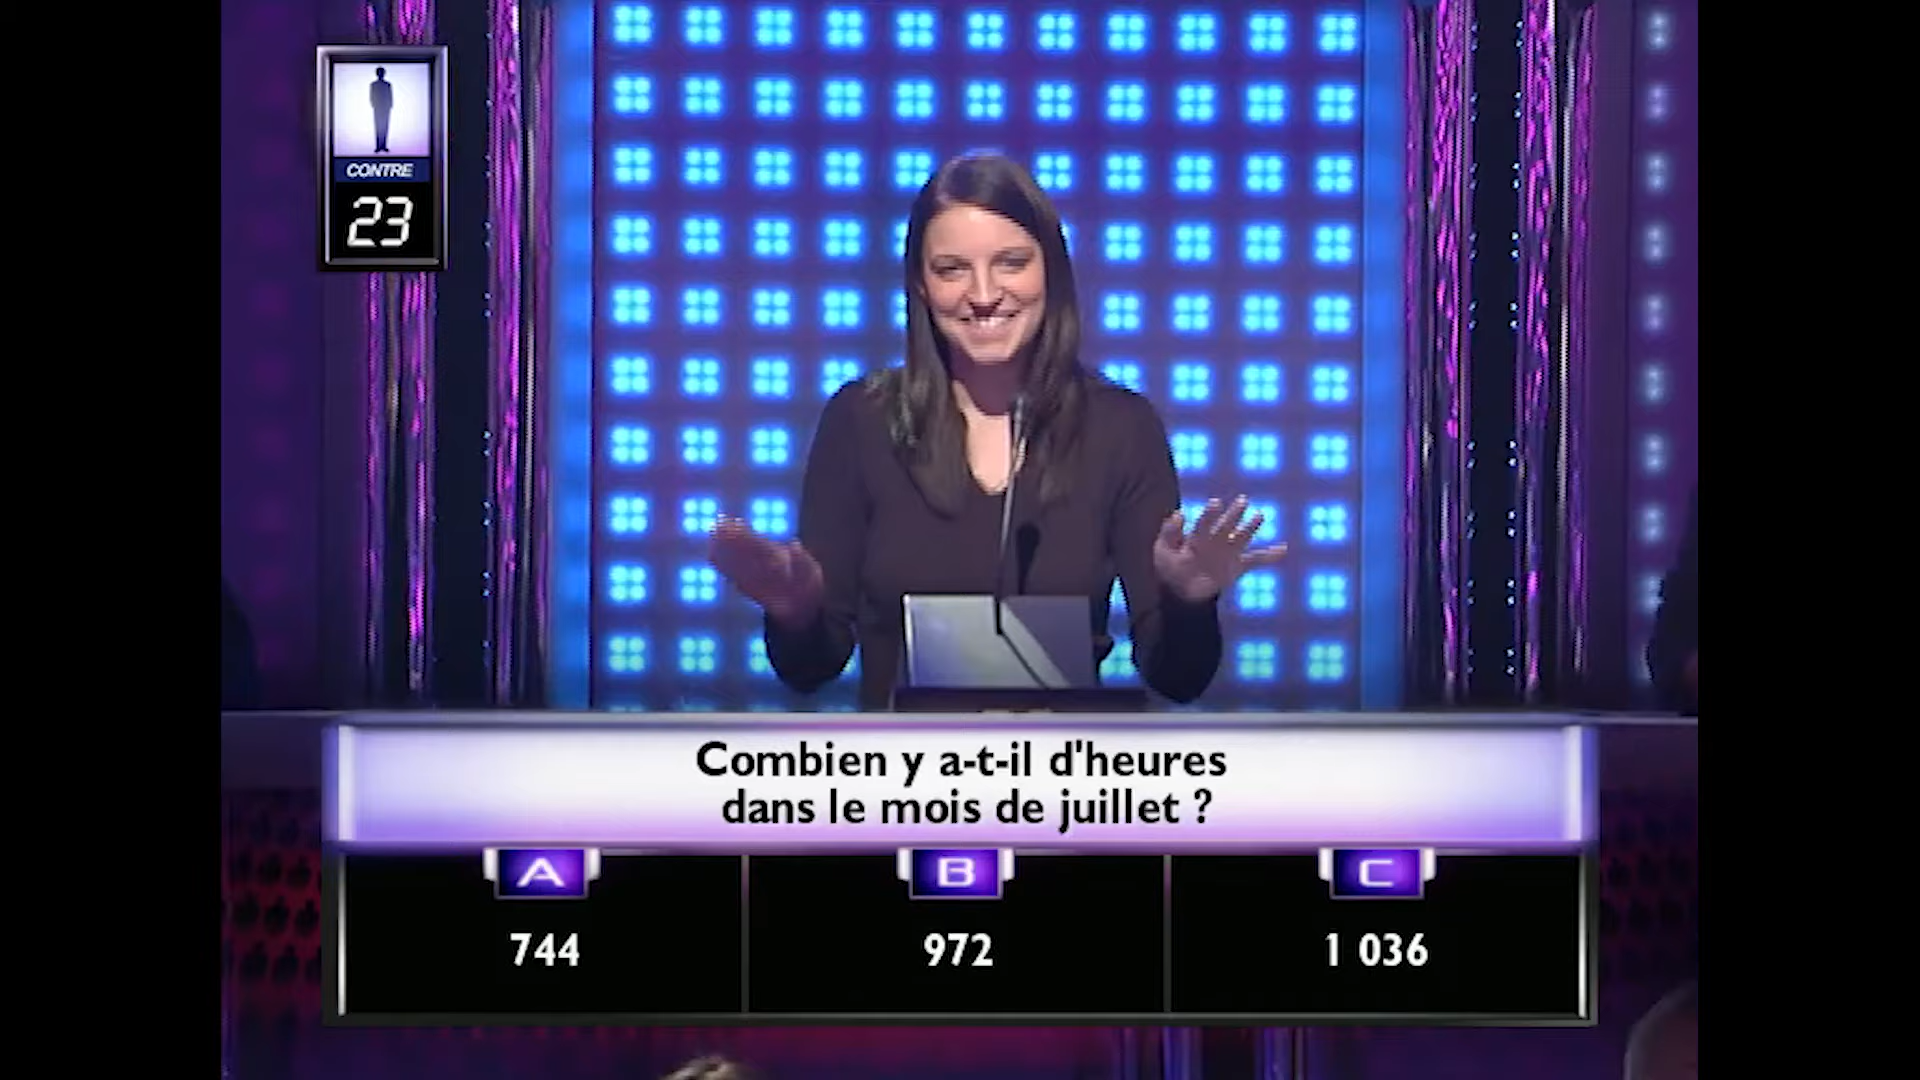 CONTRE
23
Combien y a-t-il d'heures
dans le mois de juillet ?
A
B
C
744
972
1 036